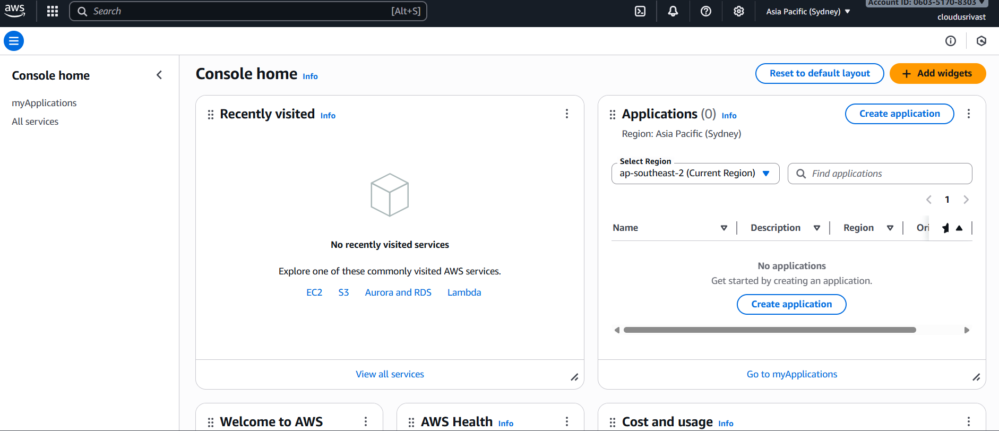 aws
Search [Alt+S]
Asia Pacific (Sydney)
Account ID: 0603-5170-8303
cloudusrivast
Console home
myApplications
All services
Console home Info
Reset to default layout
Add widgets
Recently visited Info
No recently visited services
Explore one of these commonly visited AWS services.
EC2 S3 Aurora and RDS Lambda
View all services
Applications (0) Info
Create application
Region: Asia Pacific (Sydney)
Select Region
ap-southeast-2 (Current Region)
Find applications
1
Name Description Region Ori
No applications
Get started by creating an application.
Create application
Go to myApplications
Welcome to AWS
AWS Health Info
Cost and usage Info